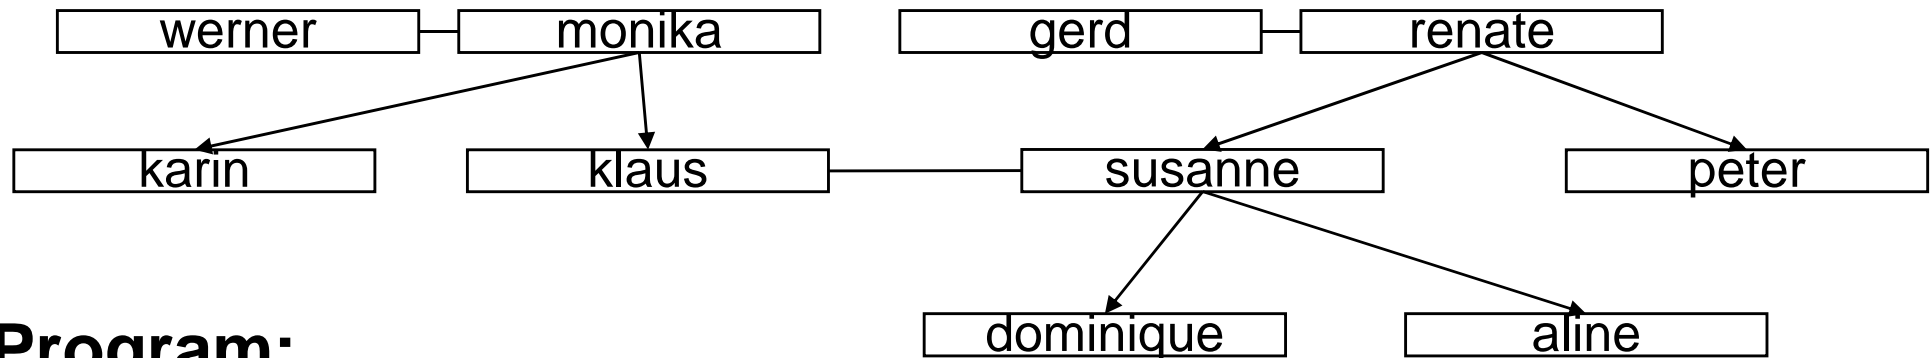 werner monika gerd renate
karin klaus susanne peter
dominique aline
Program: